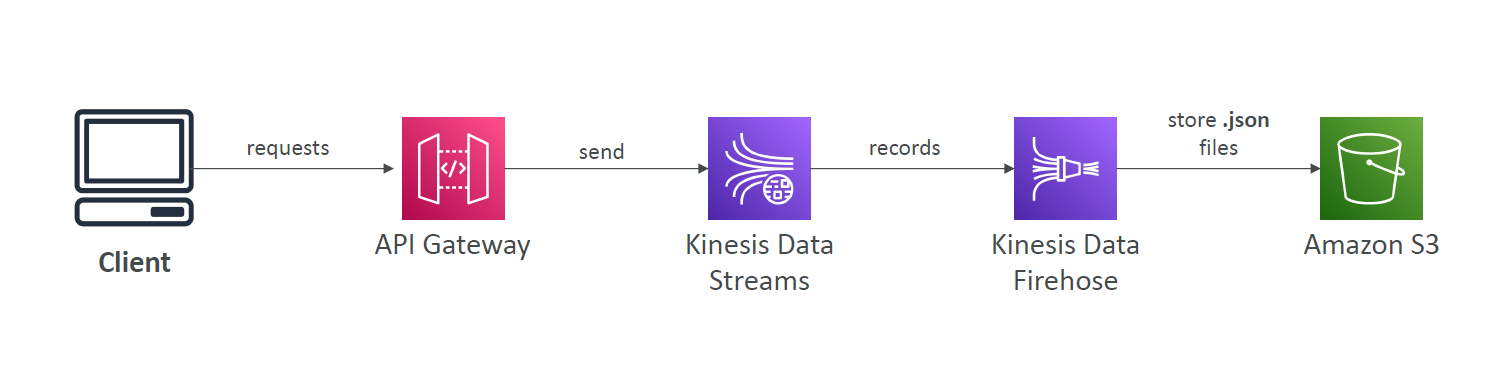 requests
send
records
store .json
files
Client
API Gateway
Kinesis Data
Streams
Kinesis Data
Firehose
Amazon S3